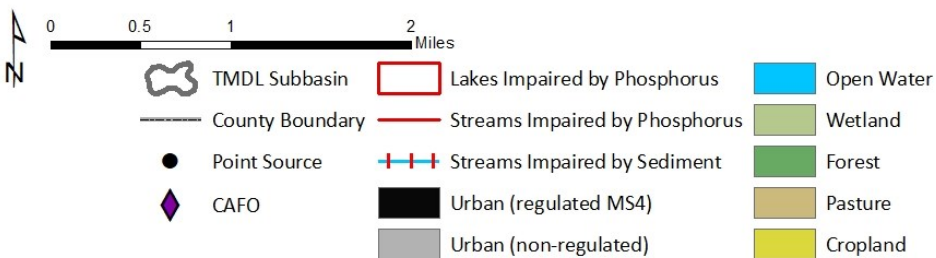 0 0.5 1 2
Miles
N
TMDL Subbasin
County Boundary
Point Source
CAFO
Lakes Impaired by Phosphorus
Streams Impaired by Phosphorus
Streams Impaired by Sediment
Urban (regulated MS4)
Urban (non-regulated)
Open Water
Wetland
Forest
Pasture
Cropland